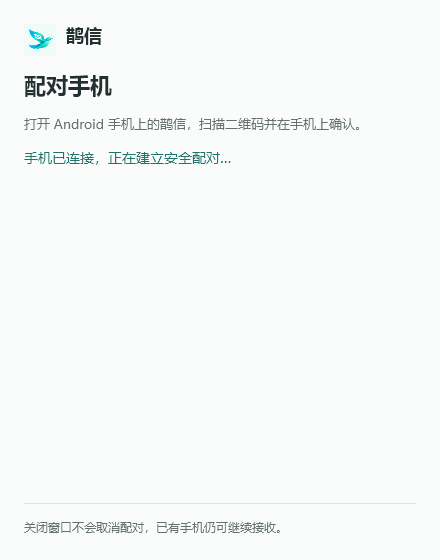 鹊信
配对手机
打开 Android 手机上的鹊信，扫描二维码并在手机上确认。
手机已连接，正在建立安全配对...
关闭窗口不会取消配对，已有手机仍可继续接收。